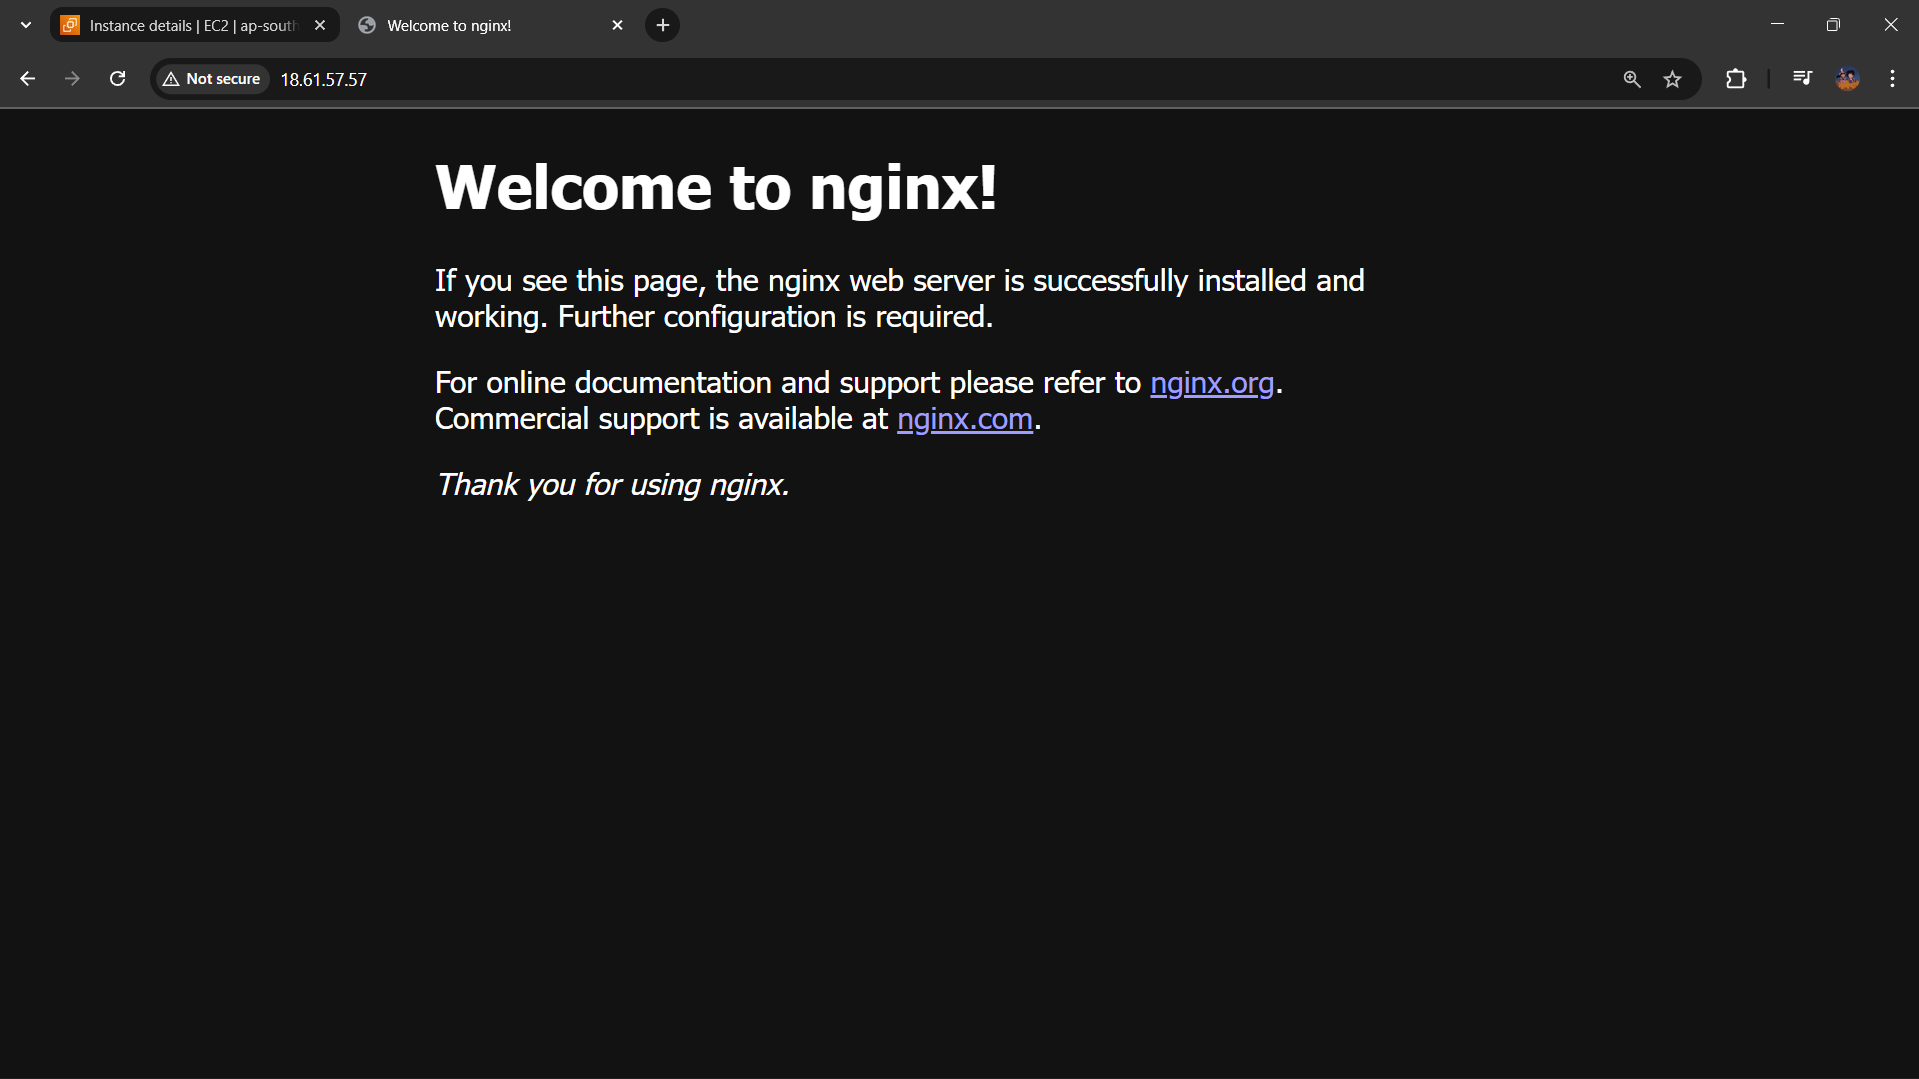 Instance details | EC2 | ap-south
Welcome to nginx!
Not secure
18.61.57.57
Welcome to nginx!
If you see this page, the nginx web server is successfully installed and
working. Further configuration is required.
For online documentation and support please refer to nginx.org.
Commercial support is available at nginx.com.
Thank you for using nginx.